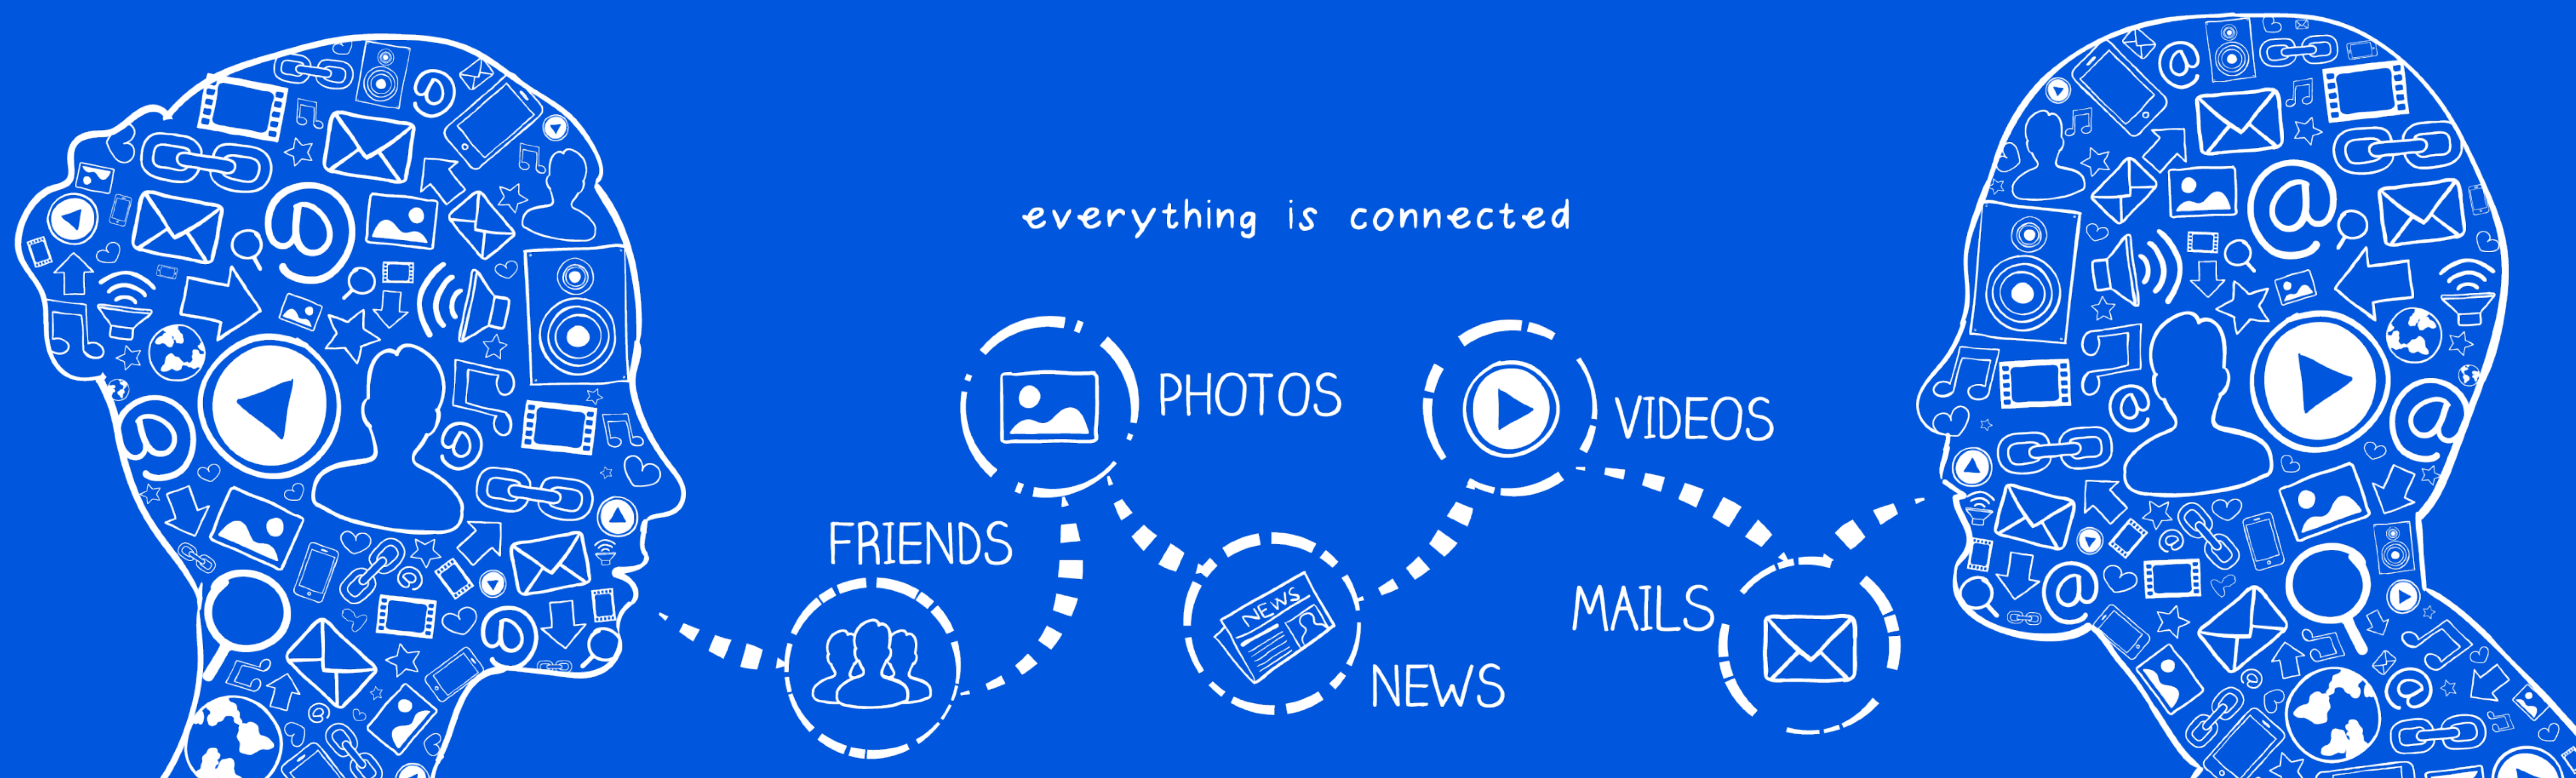 everything is connected
PHOTOS
VIDEOS
FRIENDS
MAILS
NEWS
NEWS